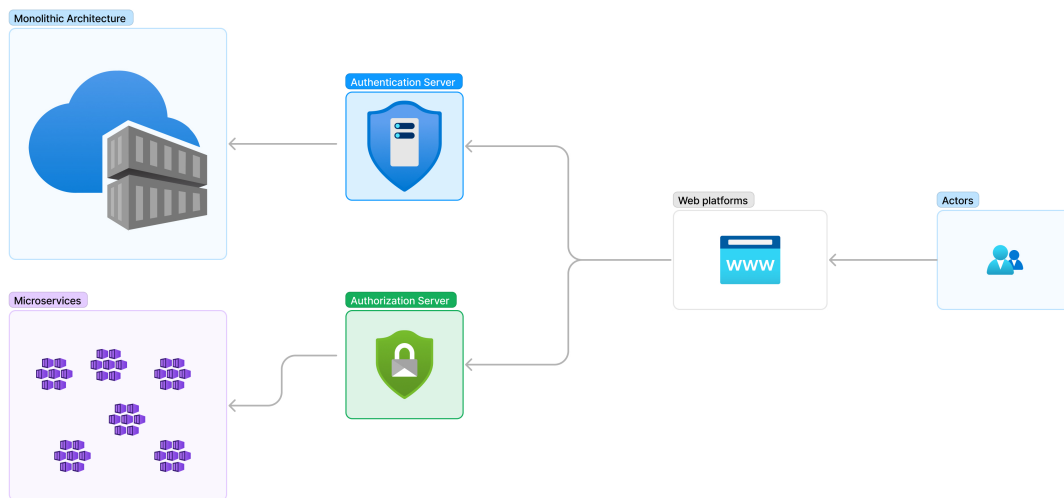 Monolithic Architecture
Authentication Server
Web platforms
Actors
WWW
Microservices
Authorization Server